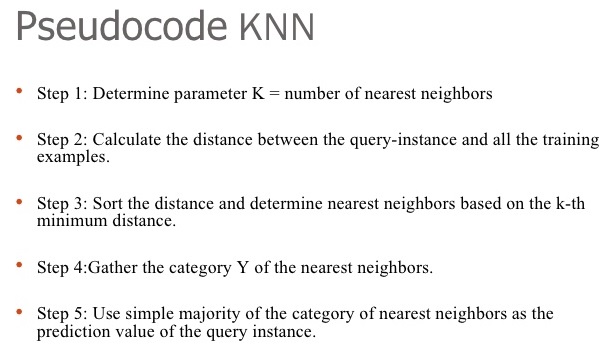 Pseudocode KNN
• Step 1: Determine parameter K = number of nearest neighbors
• Step 2: Calculate the distance between the query-instance and all the training
examples.
• Step 3: Sort the distance and determine nearest neighbors based on the k-th
minimum distance.
• Step 4:Gather the category Y of the nearest neighbors.
• Step 5: Use simple majority of the category of nearest neighbors as the
prediction value of the query instance.